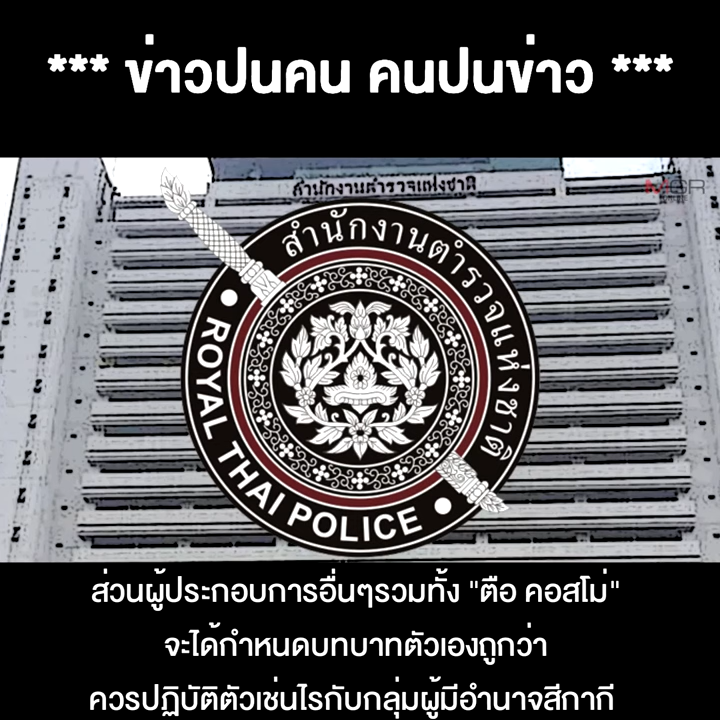 *** ข่าวปนคน คนปนข่าว ***
สำนักงานตำรวจแห่งชาติ
MGR
สำนักงานตำรวจแห่งชาติ
ROYAL THAI POLICE
ส่วนผู้ประกอบการอื่นๆรวมทั้ง "ตือ คอสโม่"
จะได้กำหนดบทบาทตัวเองถูกว่า
ควรปฏิบัติตัวเช่นไรกับกลุ่มผู้มีอำนาจสีกากี